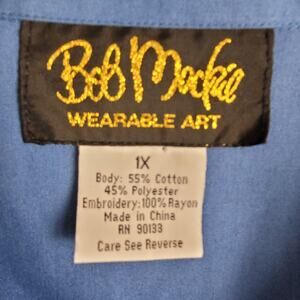 Bob Mackie
WEARABLE ART
1X
Body: 55% Cotton
45% Polyester
Embroidery:100% Rayon
Made in China
RN 90133
Care See Reverse